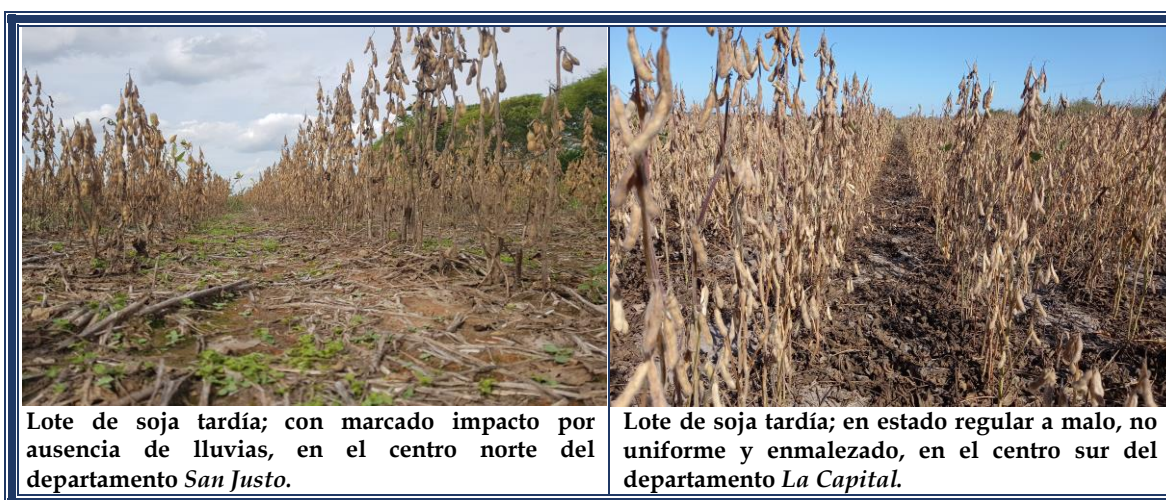 Lote de soja tardía; con marcado impacto por
ausencia de lluvias, en el centro norte del
departamento San Justo.
Lote de soja tardía; en estado regular a malo, no
uniforme y enmalezado, en el centro sur del
departamento La Capital.